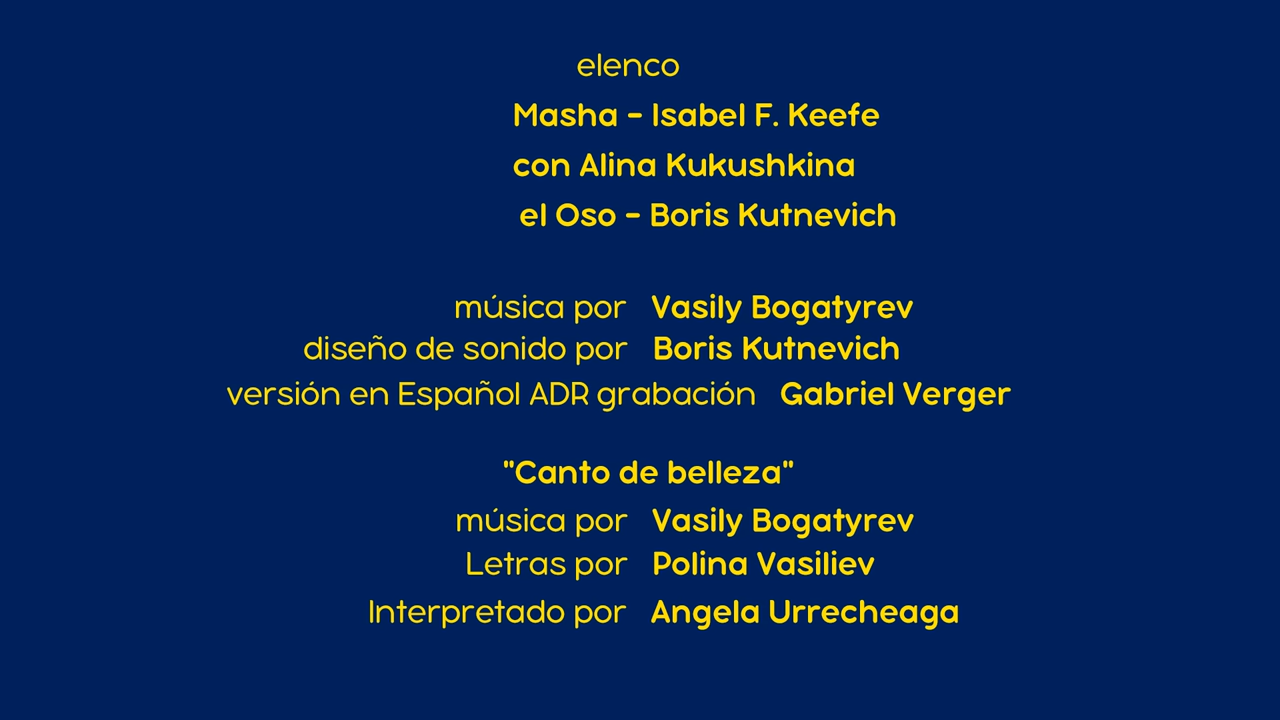 elenco
Masha - Isabel F. Keefe
con Alina Kukushkina
el Oso - Boris Kutnevich
música por Vasily Bogatyrev
diseño de sonido por Boris Kutnevich
versión en Español ADR grabación Gabriel Verger
"Canto de belleza"
música por Vasily Bogatyrev
Letras por Polina Vasiliev
Interpretado por Angela Urrecheaga